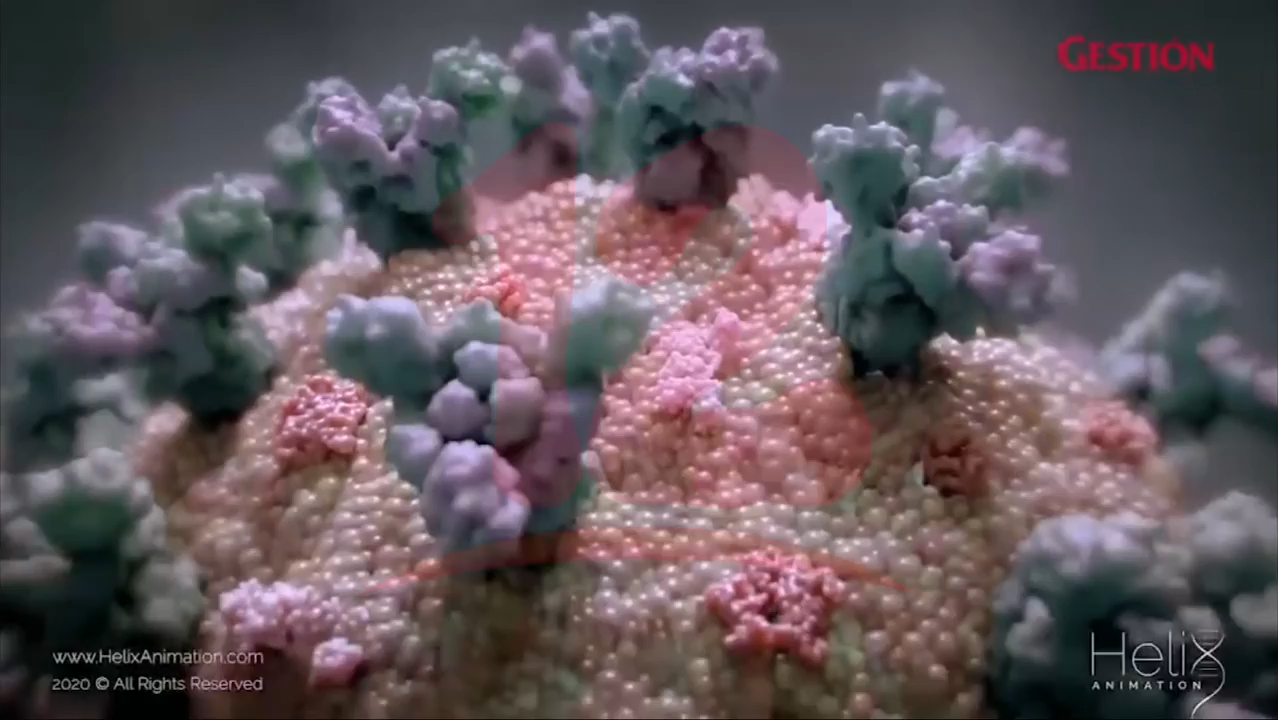 GESTIÓN
www.HelixAnimation.com
2020 © All Rights Reserved
Helix
ANIMATION